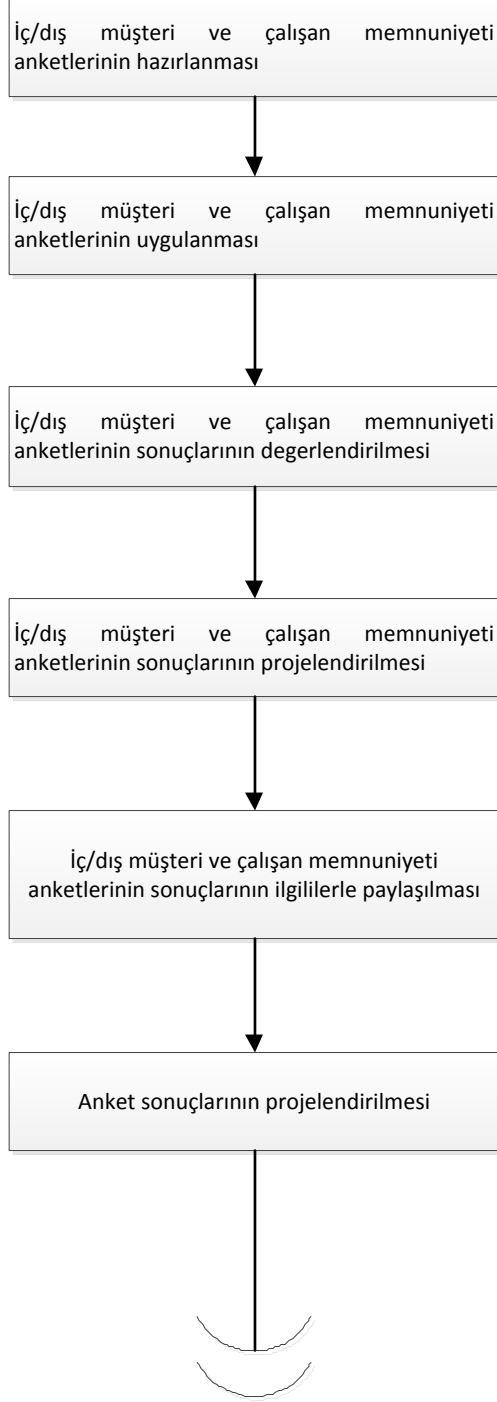 İç/dış müşteri ve çalışan memnuniyeti
anketlerinin hazırlanması
İç/dış müşteri ve çalışan memnuniyeti
anketlerinin uygulanması
İç/dış müşteri ve çalışan memnuniyeti
anketlerinin sonuçlarının degerlendirilmesi
İç/dış müşteri ve çalışan memnuniyeti
anketlerinin sonuçlarının projelendirilmesi
İç/dış müşteri ve çalışan memnuniyeti
anketlerinin sonuçlarının ilgililerle paylaşılması
Anket sonuçlarının projelendirilmesi